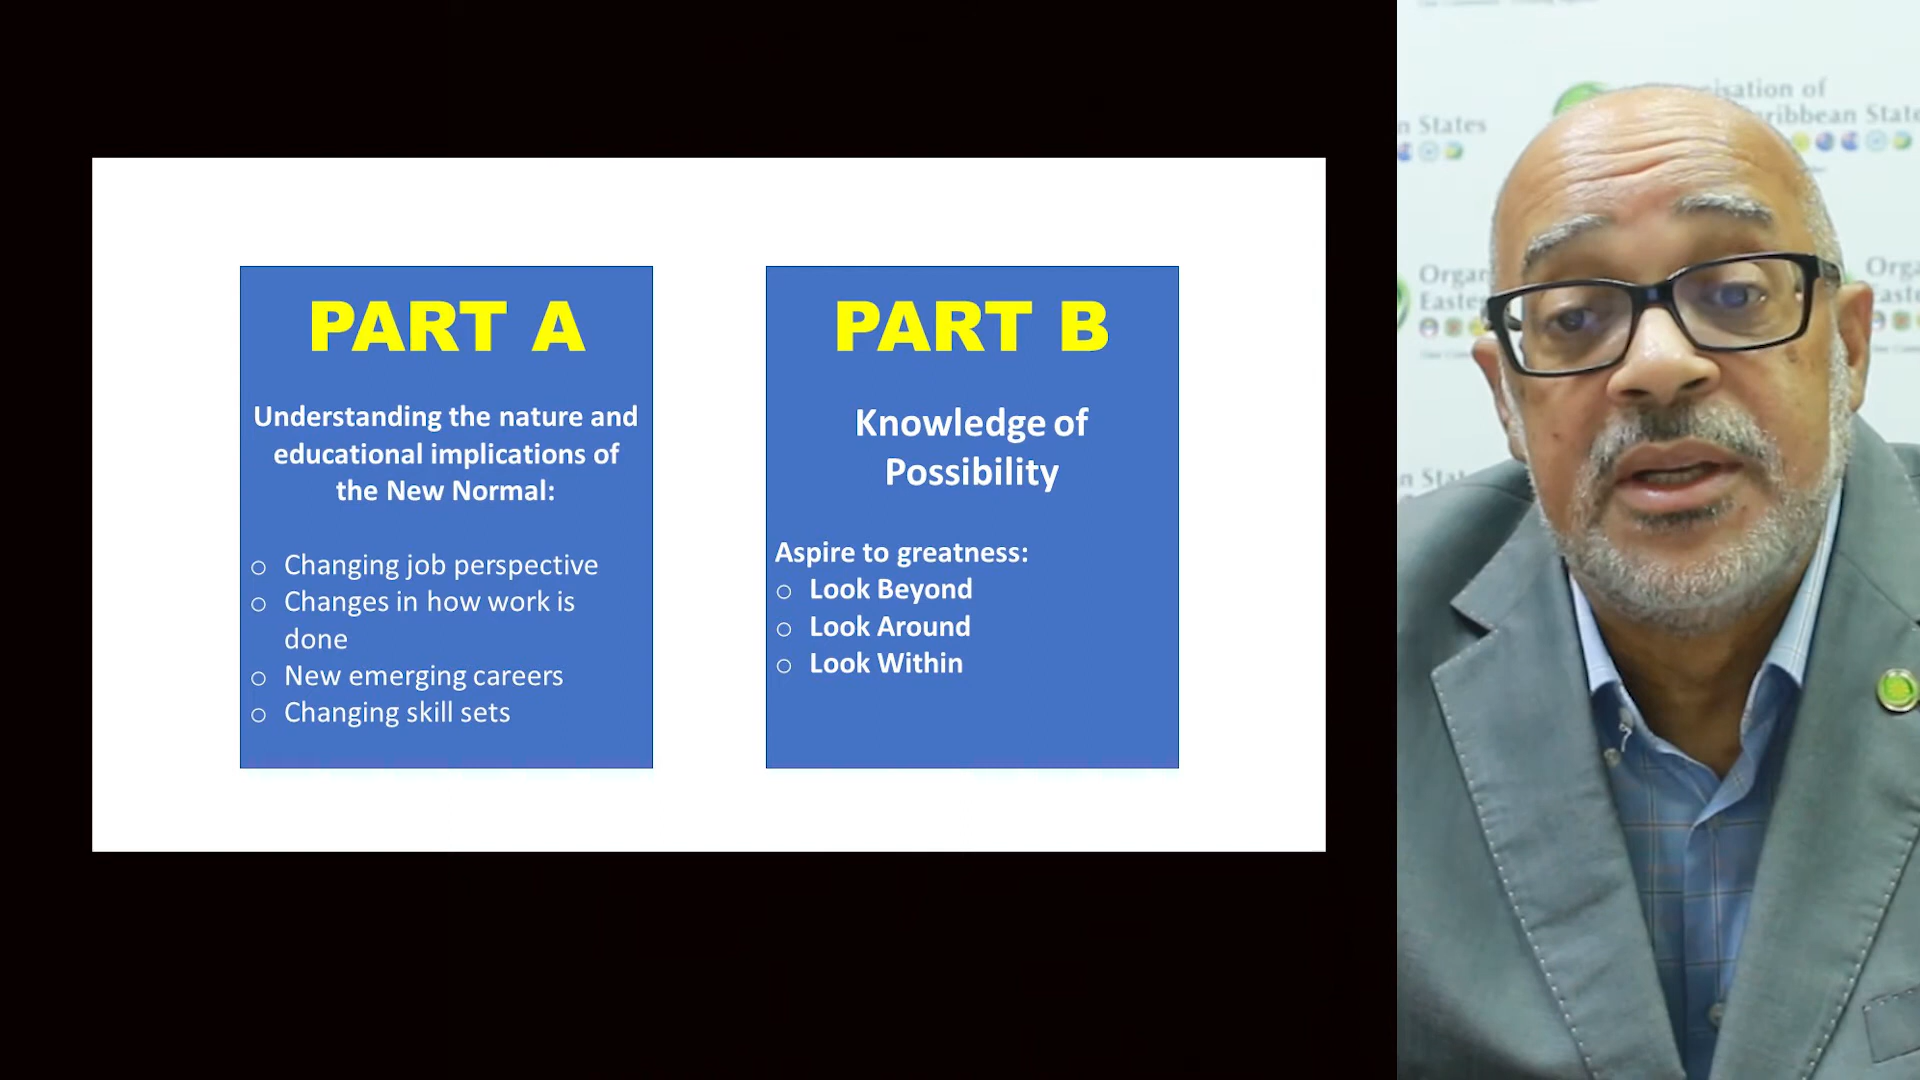 PART A
Understanding the nature and
educational implications of
the New Normal:
○ Changing job perspective
○ Changes in how work is
done
○ New emerging careers
○ Changing skill sets
PART B
Knowledge of
Possibility
Aspire to greatness:
○ Look Beyond
○ Look Around
○ Look Within
States